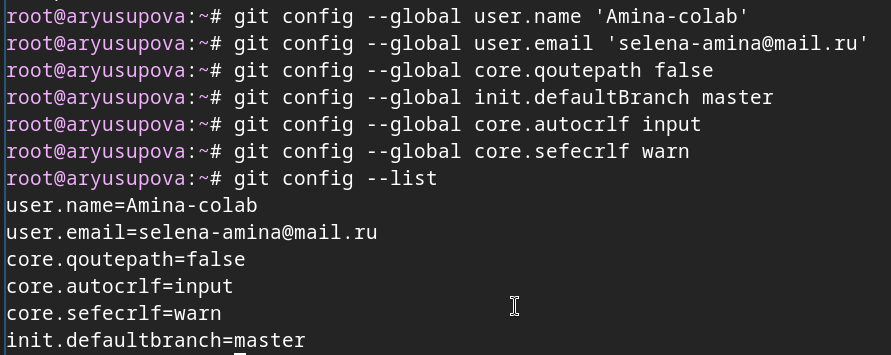 root@aryusupova:~# git config --global user.name 'Amina-colab'
root@aryusupova:~# git config --global user.email 'selena-amina@mail.ru'
root@aryusupova:~# git config --global core.qoutepath false
root@aryusupova:~# git config --global init.defaultBranch master
root@aryusupova:~# git config --global core.autocrlf input
root@aryusupova:~# git config --global core.sefecrlf warn
root@aryusupova:~# git config --list
user.name=Amina-colab
user.email=selena-amina@mail.ru
core.qoutepath=false
core.autocrlf=input
core.sefecrlf=warn
init.defaultbranch=master